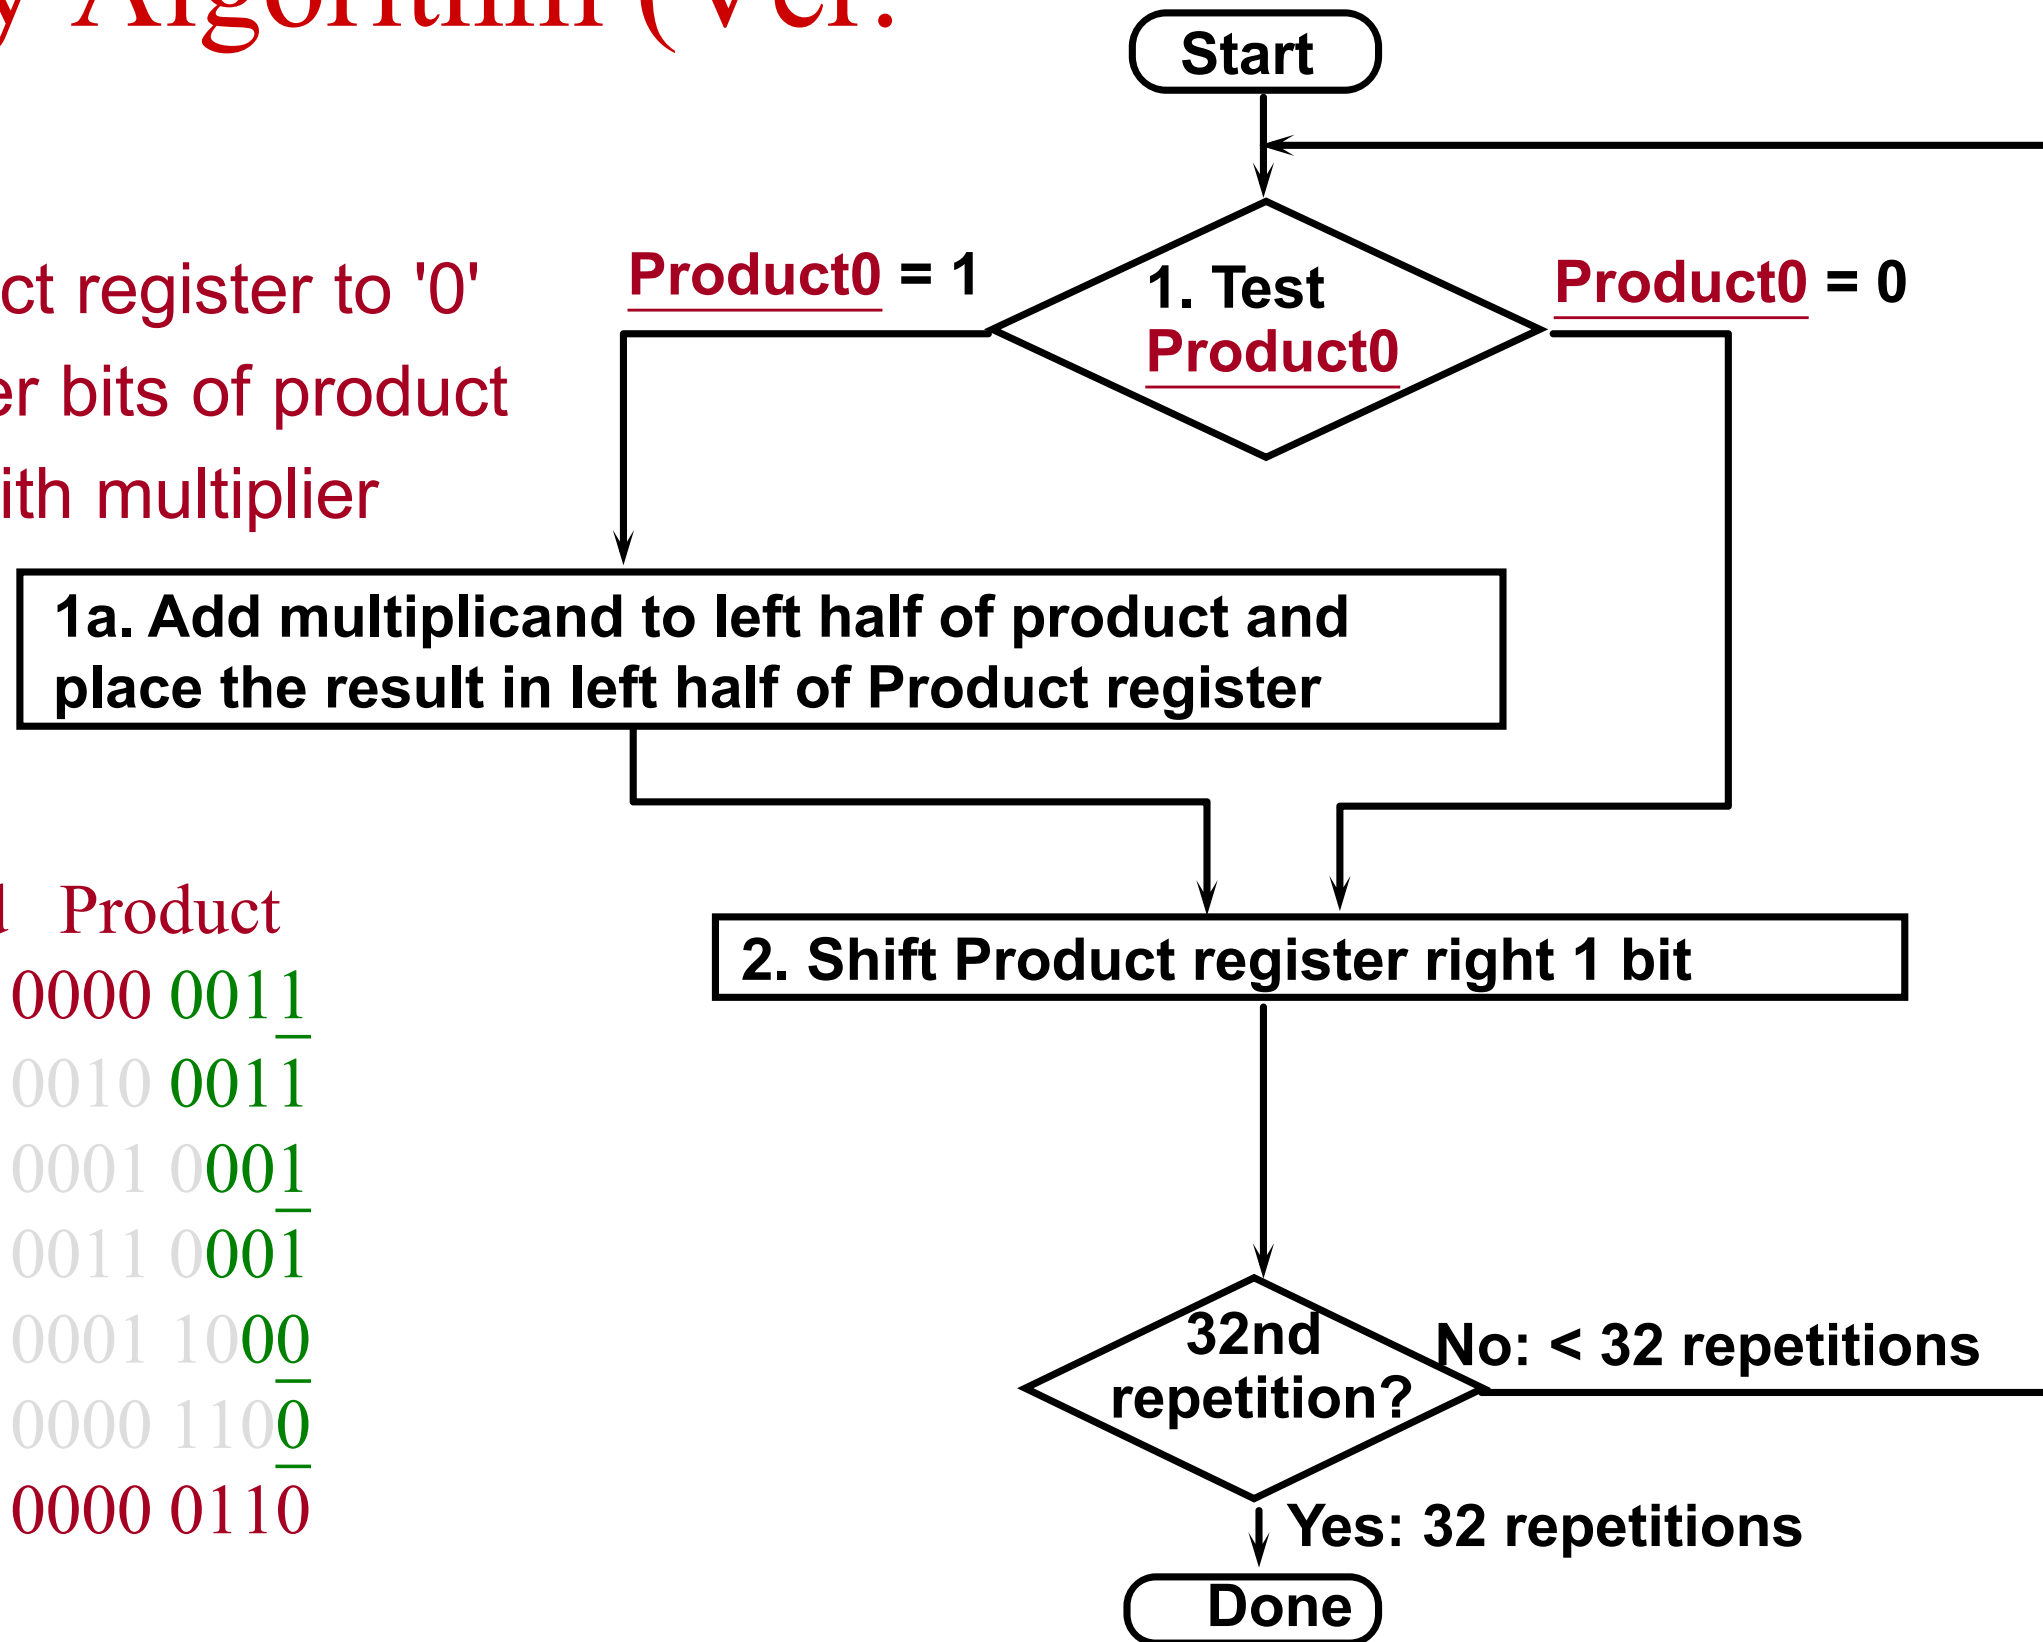 Algorithm (Ver.
Start
register to '0'
bits of product
multiplier
Product0 = 1
1. Test
Product0
Product0 = 0
1a. Add multiplicand to left half of product and
place the result in left half of Product register
2. Shift Product register right 1 bit
Product
0000 0011
0010 0011
0001 0001
0011 0001
0001 1000
0000 1100
0000 0110
32nd
repetition?
No: < 32 repetitions
Yes: 32 repetitions
Done